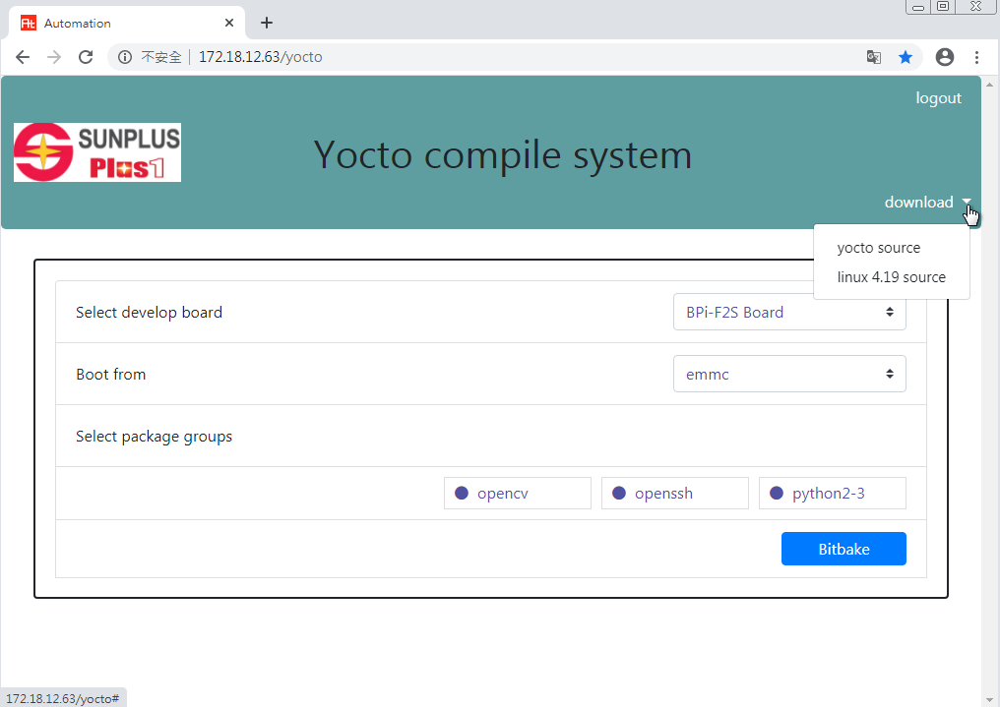 Automation
不安全 172.18.12.63/yocto
logout
SUNPLUS
Plus1
Yocto compile system
download
yocto source
linux 4.19 source
Select develop board BPi-F2S Board
Boot from emmc
Select package groups
opencv openssh python2-3
Bitbake
172.18.12.63/yocto#